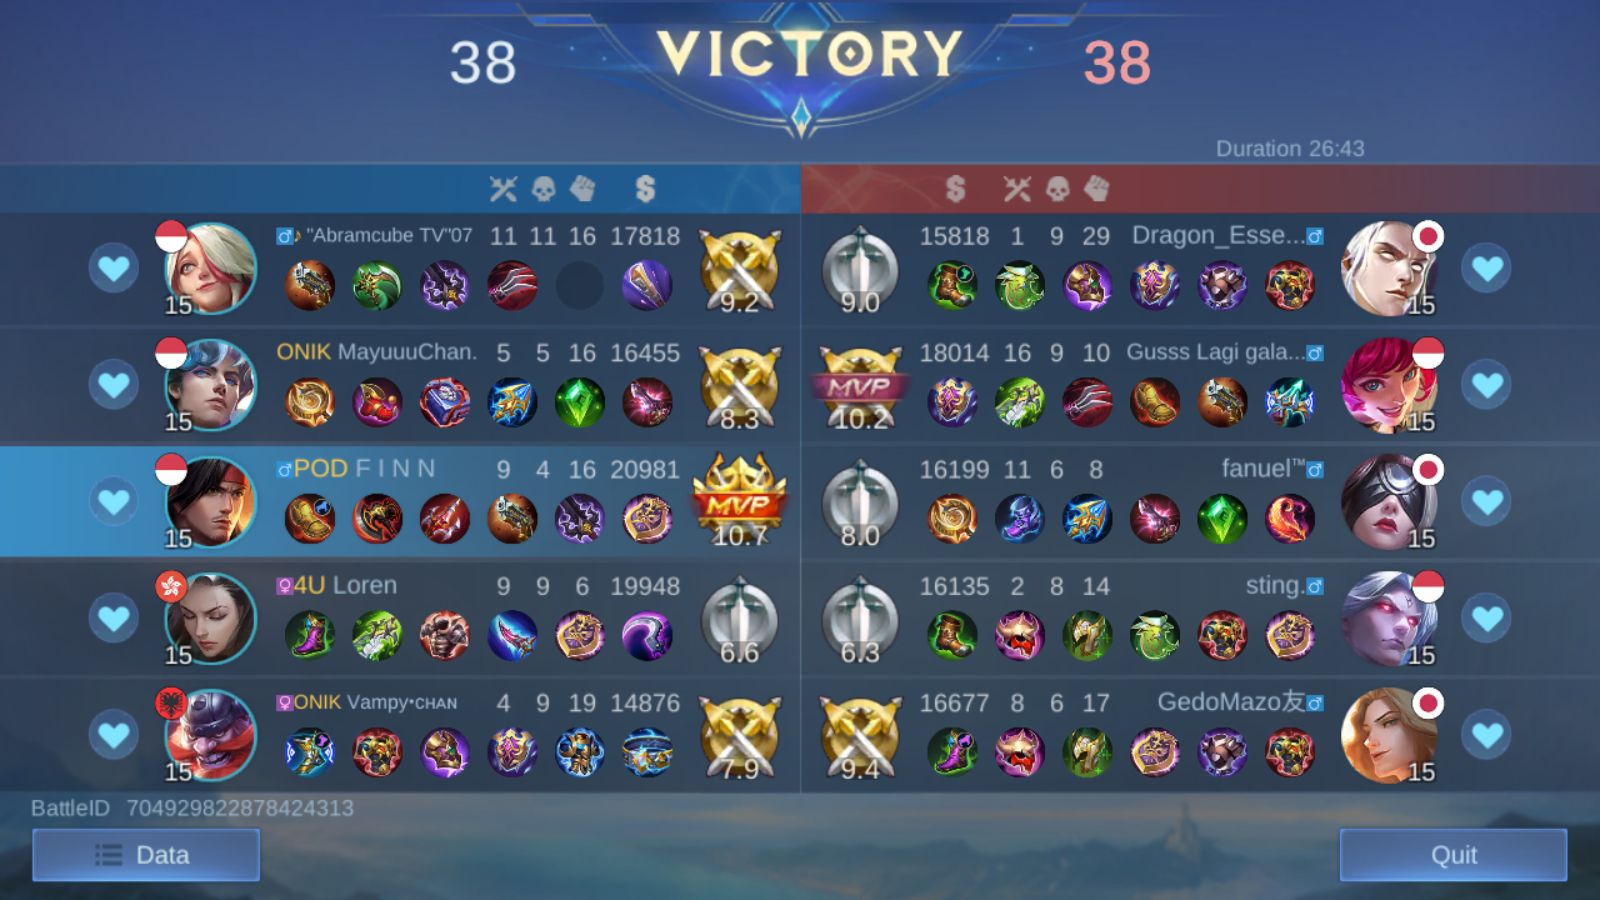 38 VICTORY 38
Duration 26:43
"Abramcube TV"07 11 11 16 17818
15 9.2
9.0 15818 1 9 29 Dragon_Esse...
15
ONIK MayuuuChan. 5 5 16 16455
15 8.3
MVP 18014 16 9 10 Gusss Lagi gala...
10.2 15
POD F I N N 9 4 16 20981
15 MVP 10.7
8.0 16199 11 6 8 fanuel™
15
4U Loren 9 9 6 19948
15 6.6
6.3 16135 2 8 14 sting.
15
ONIK Vampy•CHAN 4 9 19 14876
15 7.9
9.4 16677 8 6 17 GedoMazo友
15
BattleID 704929822878424313
Data
Quit